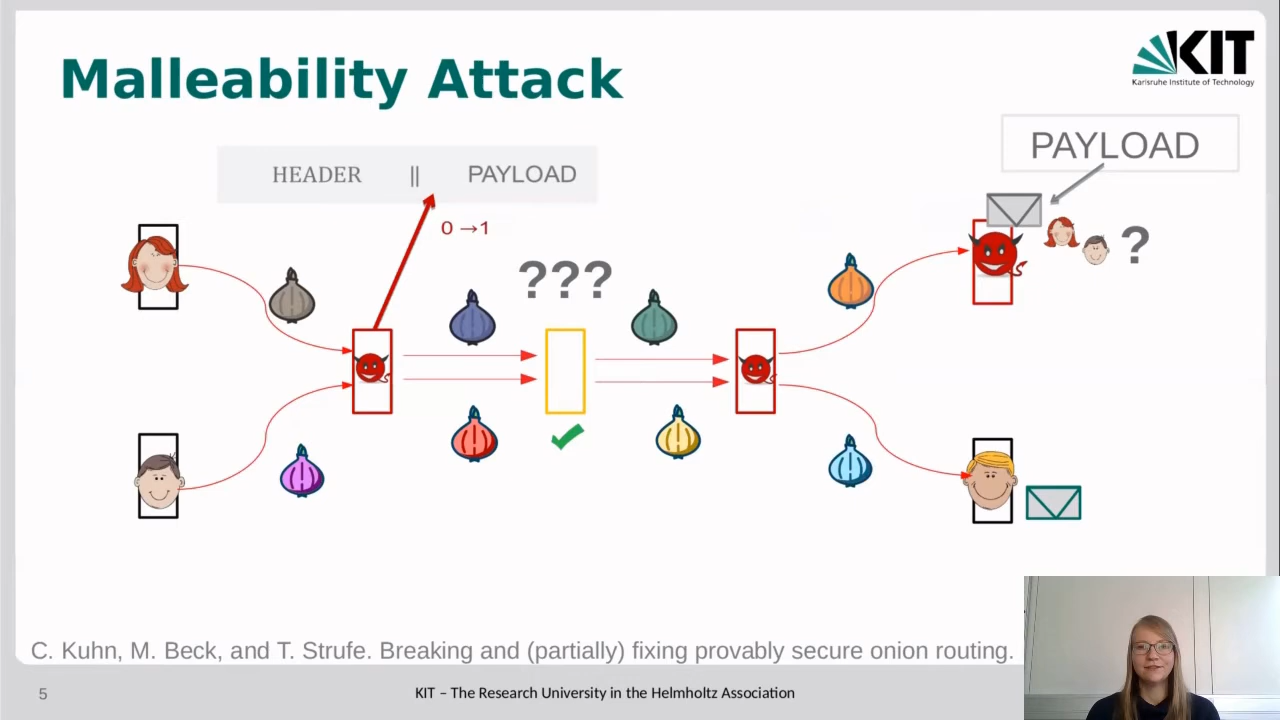 Malleability Attack
KIT
Karlsruhe Institute of Technology
HEADER || PAYLOAD
0 →1
PAYLOAD
???
?
C. Kuhn, M. Beck, and T. Strufe. Breaking and (partially) fixing provably secure onion routing.
5
KIT – The Research University in the Helmholtz Association